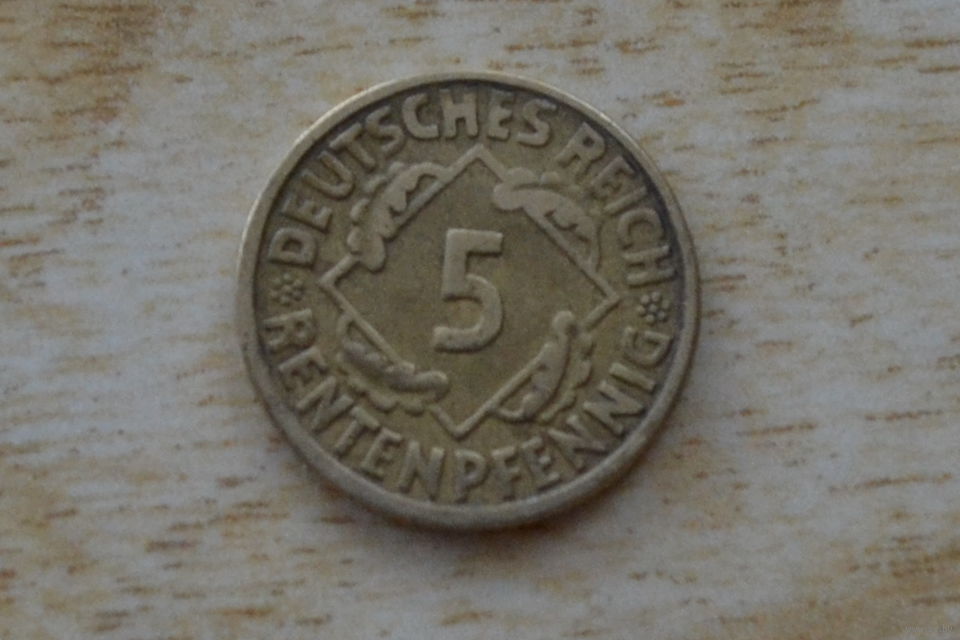 DEUTSCHES REICH
5
RENTENPFENNIG